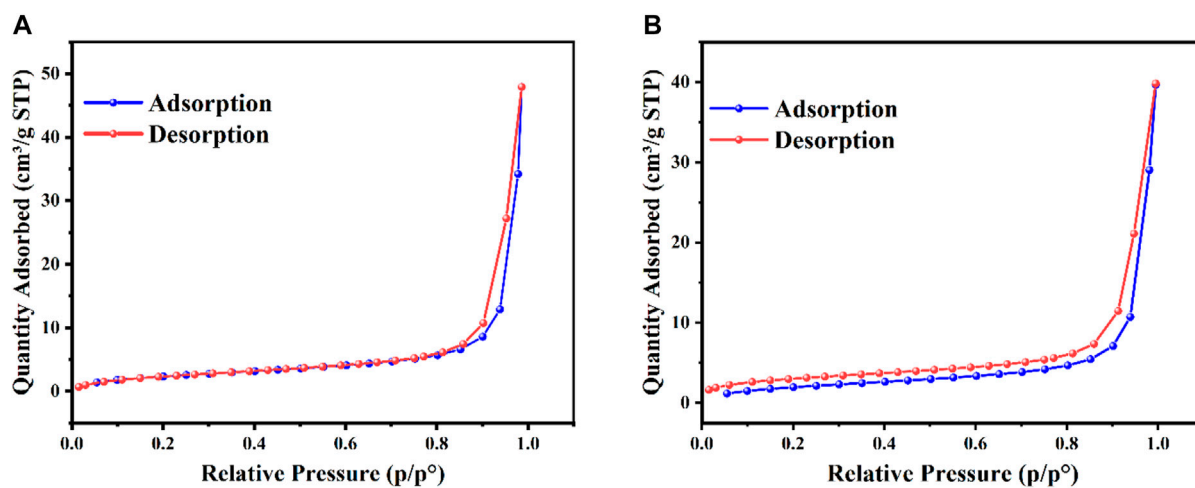 A
Quantity Adsorbed (cm³/g STP)
50
40
30
20
10
0
Adsorption
Desorption
0.0 0.2 0.4 0.6 0.8 1.0
Relative Pressure (p/p°)
B
Quantity Adsorbed (cm³/g STP)
40
30
20
10
0
Adsorption
Desorption
0.0 0.2 0.4 0.6 0.8 1.0
Relative Pressure (p/p°)